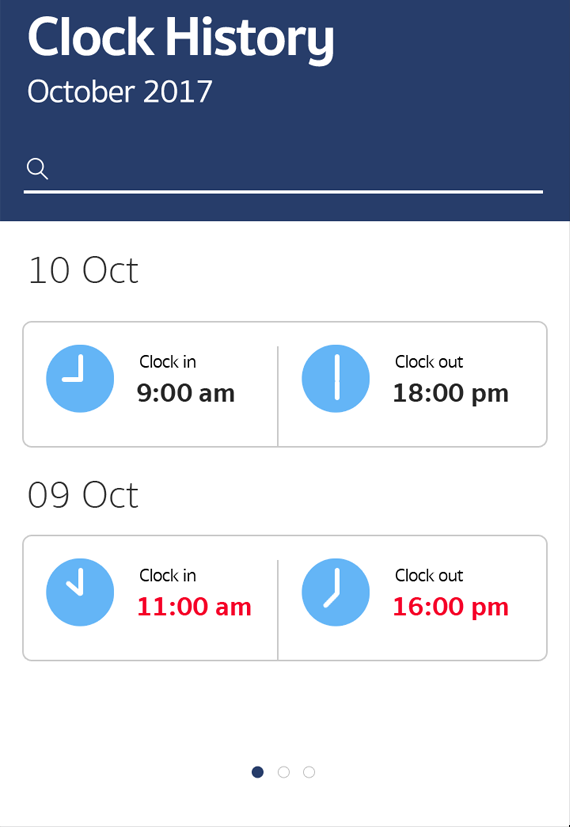 Clock History
October 2017
10 Oct
Clock in
9:00 am
Clock out
18:00 pm
09 Oct
Clock in
11:00 am
Clock out
16:00 pm